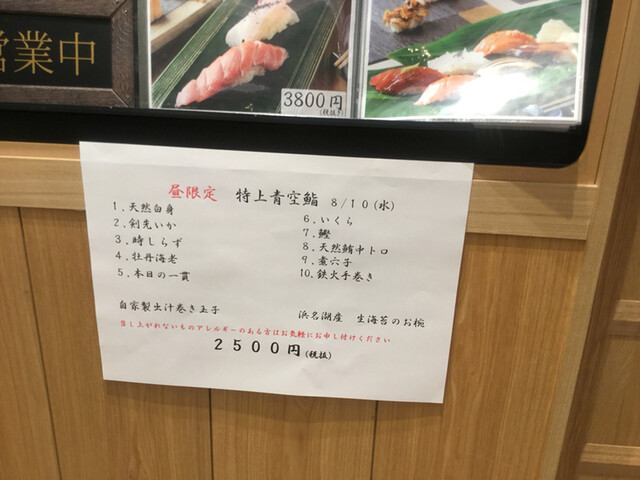 営業中
3800円
(税抜き)
昼限定 特上青空鮨 8/10(水)
1.天然白身
2.剣先いか
3.時しらず
4.牡丹海老
5.本日の一貫
6.いくら
7.鰹
8.天然鮪中トロ
9.煮穴子
10.鉄火手巻き
自家製出汁巻き玉子
浜名湖産 生海苔のお椀
召し上がれないものアレルギーのある方はお気軽にお申し付けください
2500円(税抜)